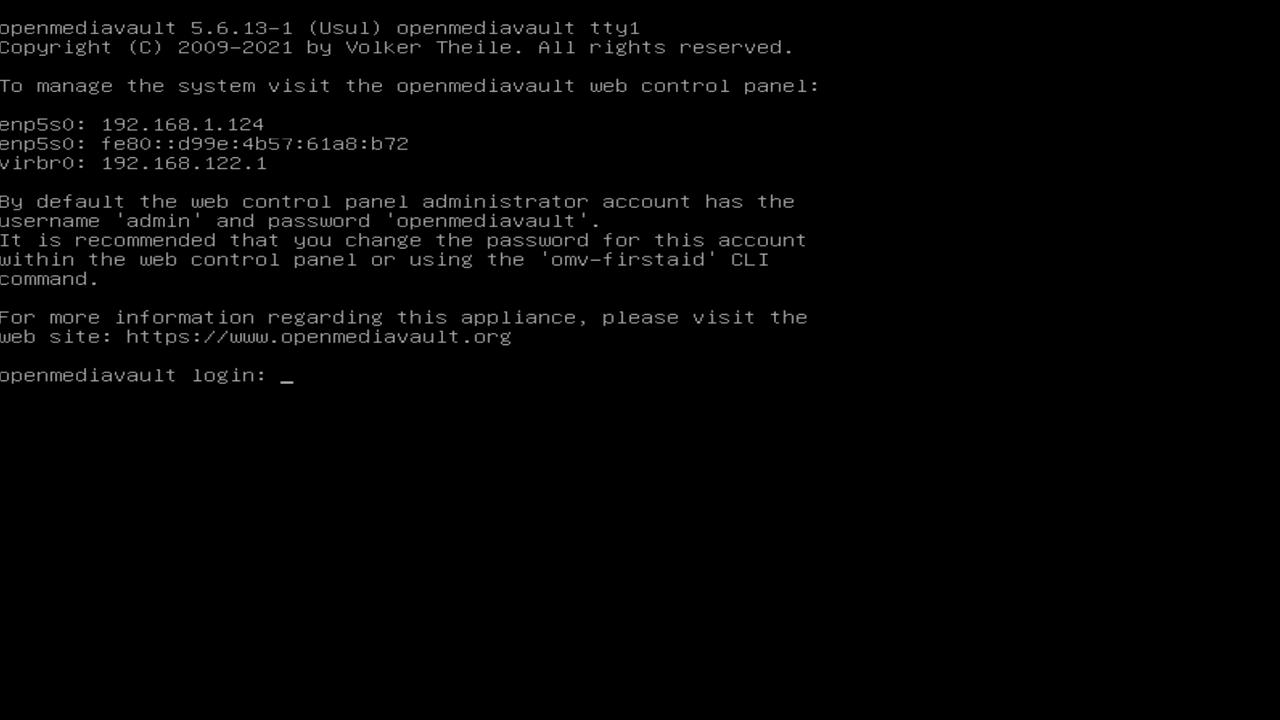 openmediavault 5.6.13-1 (Usul) openmediavault tty1
Copyright (C) 2009-2021 by Volker Theile. All rights reserved.
To manage the system visit the openmediavault web control panel:
enp5s0: 192.168.1.124
enp5s0: fe80::d99e:4b57:61a8:b72
virbr0: 192.168.122.1
By default the web control panel administrator account has the
username 'admin' and password 'openmediavault'.
It is recommended that you change the password for this account
within the web control panel or using the 'omv-firstaid' CLI
command.
For more information regarding this appliance, please visit the
web site: https://www.openmediavault.org
openmediavault login: _